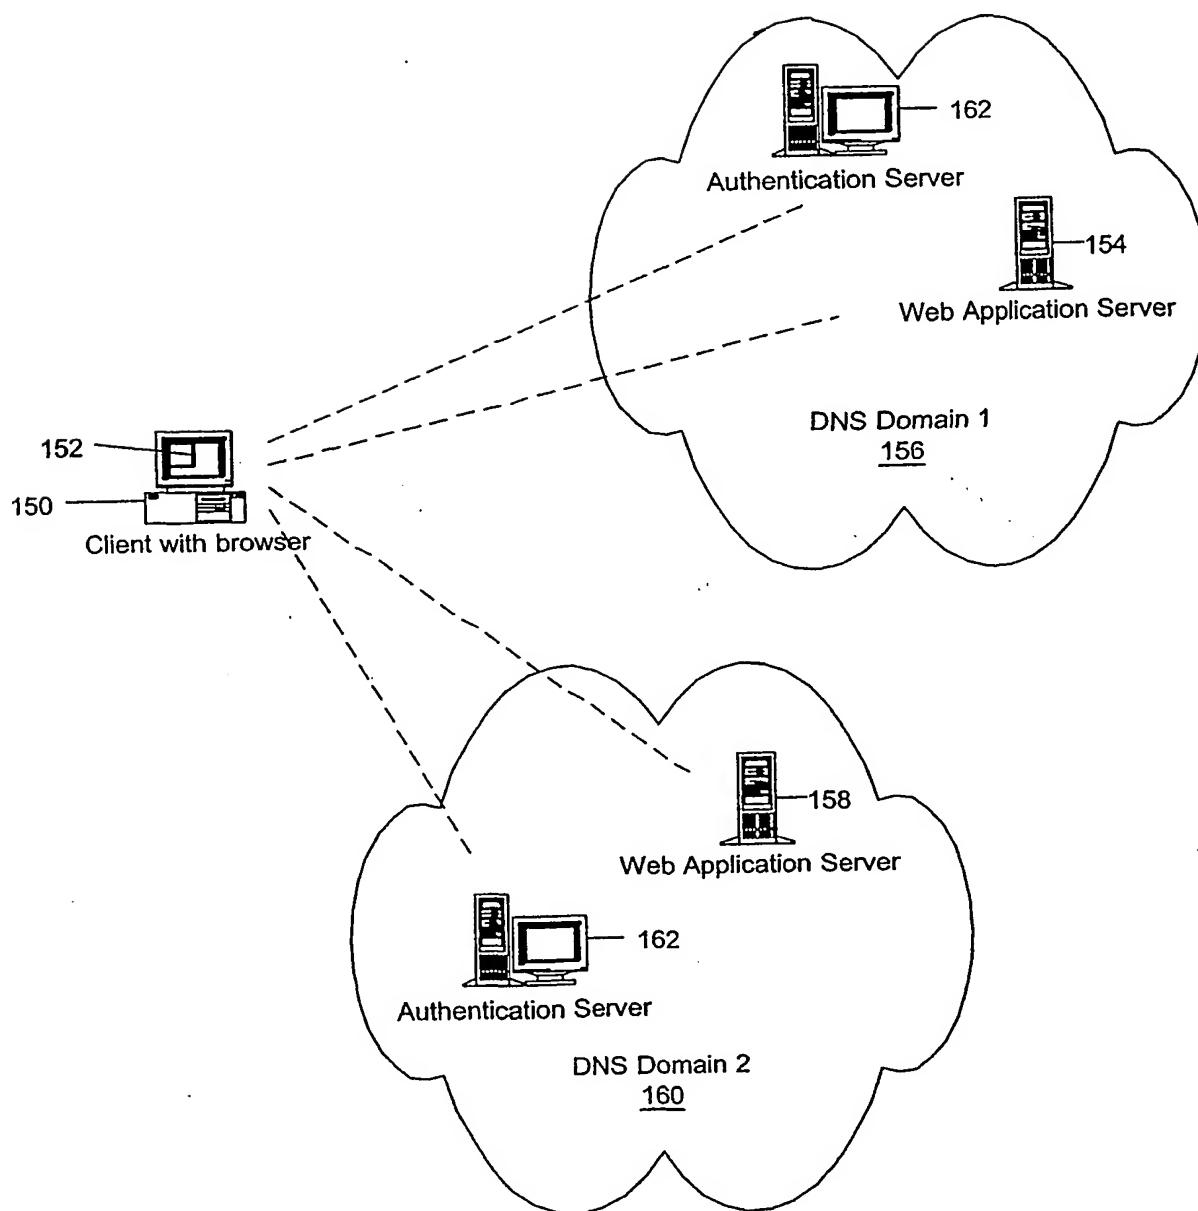 162
Authentication Server
154
Web Application Server
DNS Domain 1
156
152
150
Client with browser
158
Web Application Server
162
Authentication Server
DNS Domain 2
160